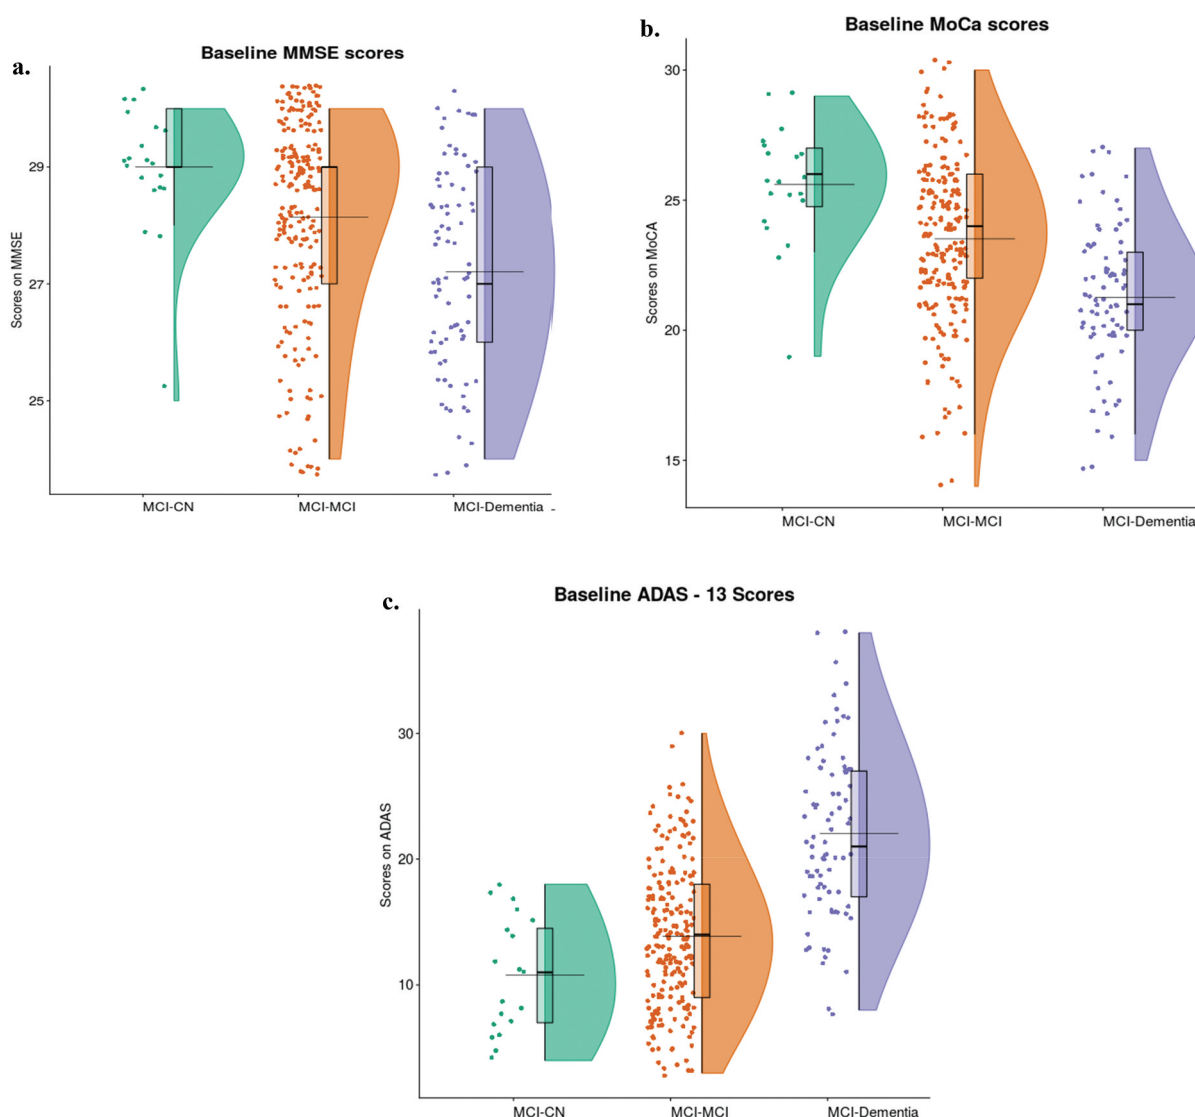 a.
Baseline MMSE scores
Scores on MMSE
29
27
25
MCI-CN
MCI-MCI
MCI-Dementia
b.
Baseline MoCa scores
Scores on MoCA
30
25
20
15
MCI-CN
MCI-MCI
MCI-Dementia
c.
Baseline ADAS - 13 Scores
Scores on ADAS
30
20
10
MCI-CN
MCI-MCI
MCI-Dementia